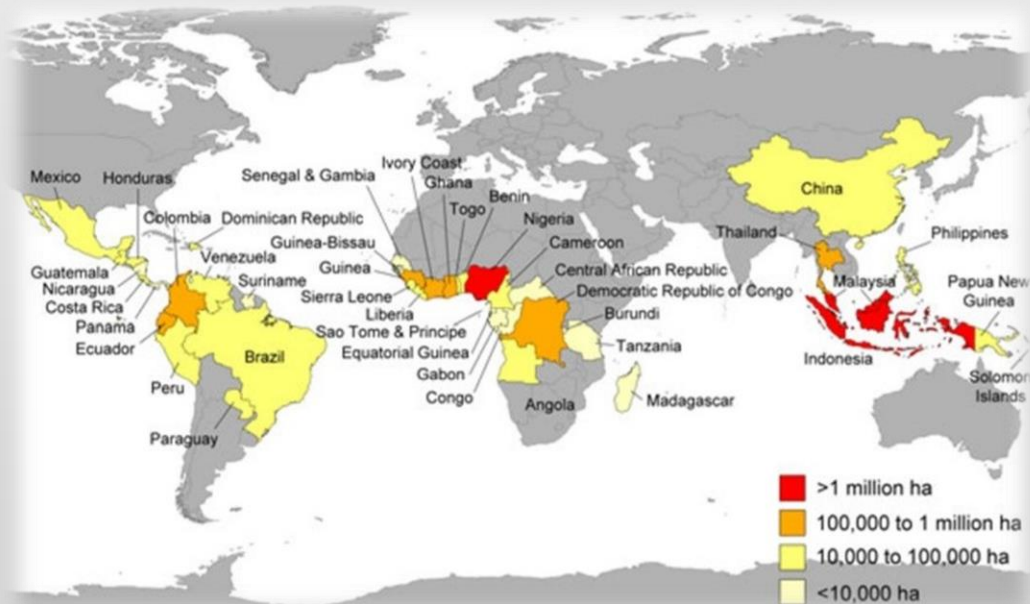 Mexico
Honduras
Colombia
Dominican Republic
Venezuela
Guatemala
Nicaragua
Costa Rica
Panama
Ecuador
Suriname
Brazil
Peru
Paraguay
Senegal & Gambia
Ivory Coast
Ghana
Togo
Benin
Nigeria
Cameroon
Guinea-Bissau
Guinea
Sierra Leone
Liberia
Sao Tome & Principe
Equatorial Guinea
Gabon
Congo
Central African Republic
Democratic Republic of Congo
Burundi
Tanzania
Angola
Madagascar
China
Thailand
Philippines
Malaysia
Papua New
Guinea
Indonesia
Solomon
Islands
>1 million ha
100,000 to 1 million ha
10,000 to 100,000 ha
<10,000 ha